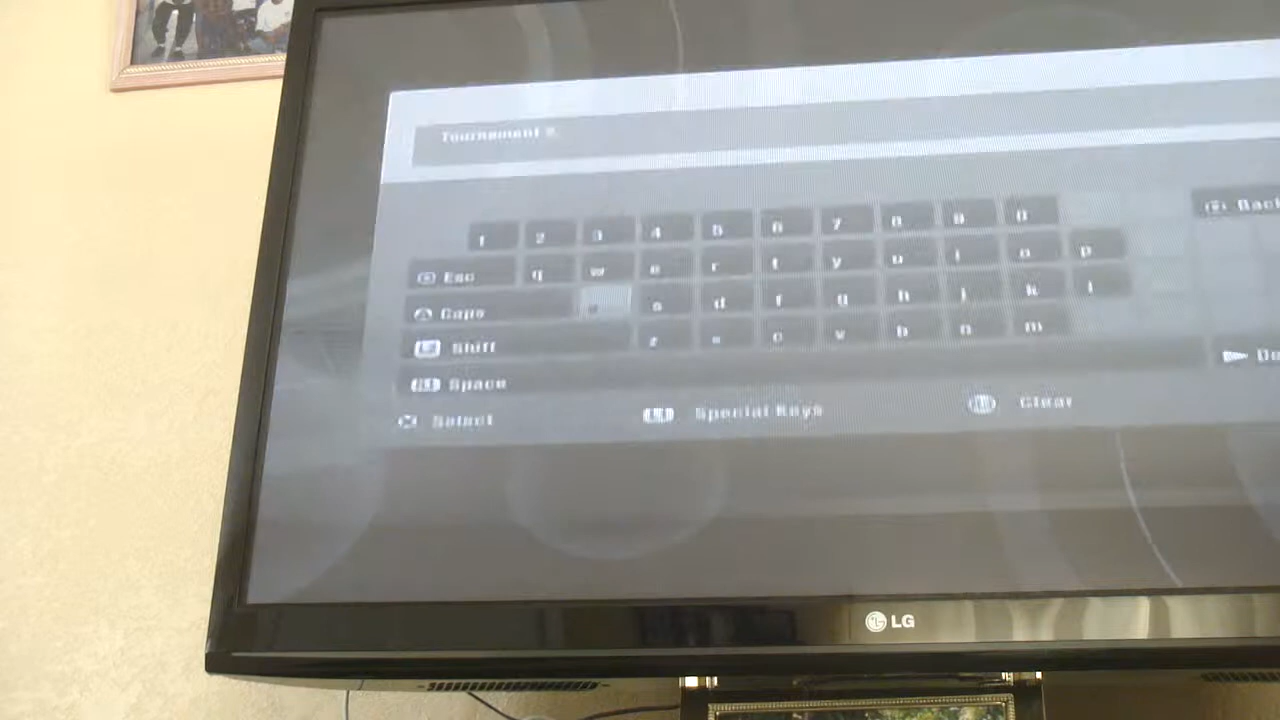 Tournament
1 2 3 4 5 6 7 8 9 0 Back
Esc q w e r t y u i o p
Caps a s d f g h j k l
Shift z x c v b n m
Space
Select Special Keys Clear
LG